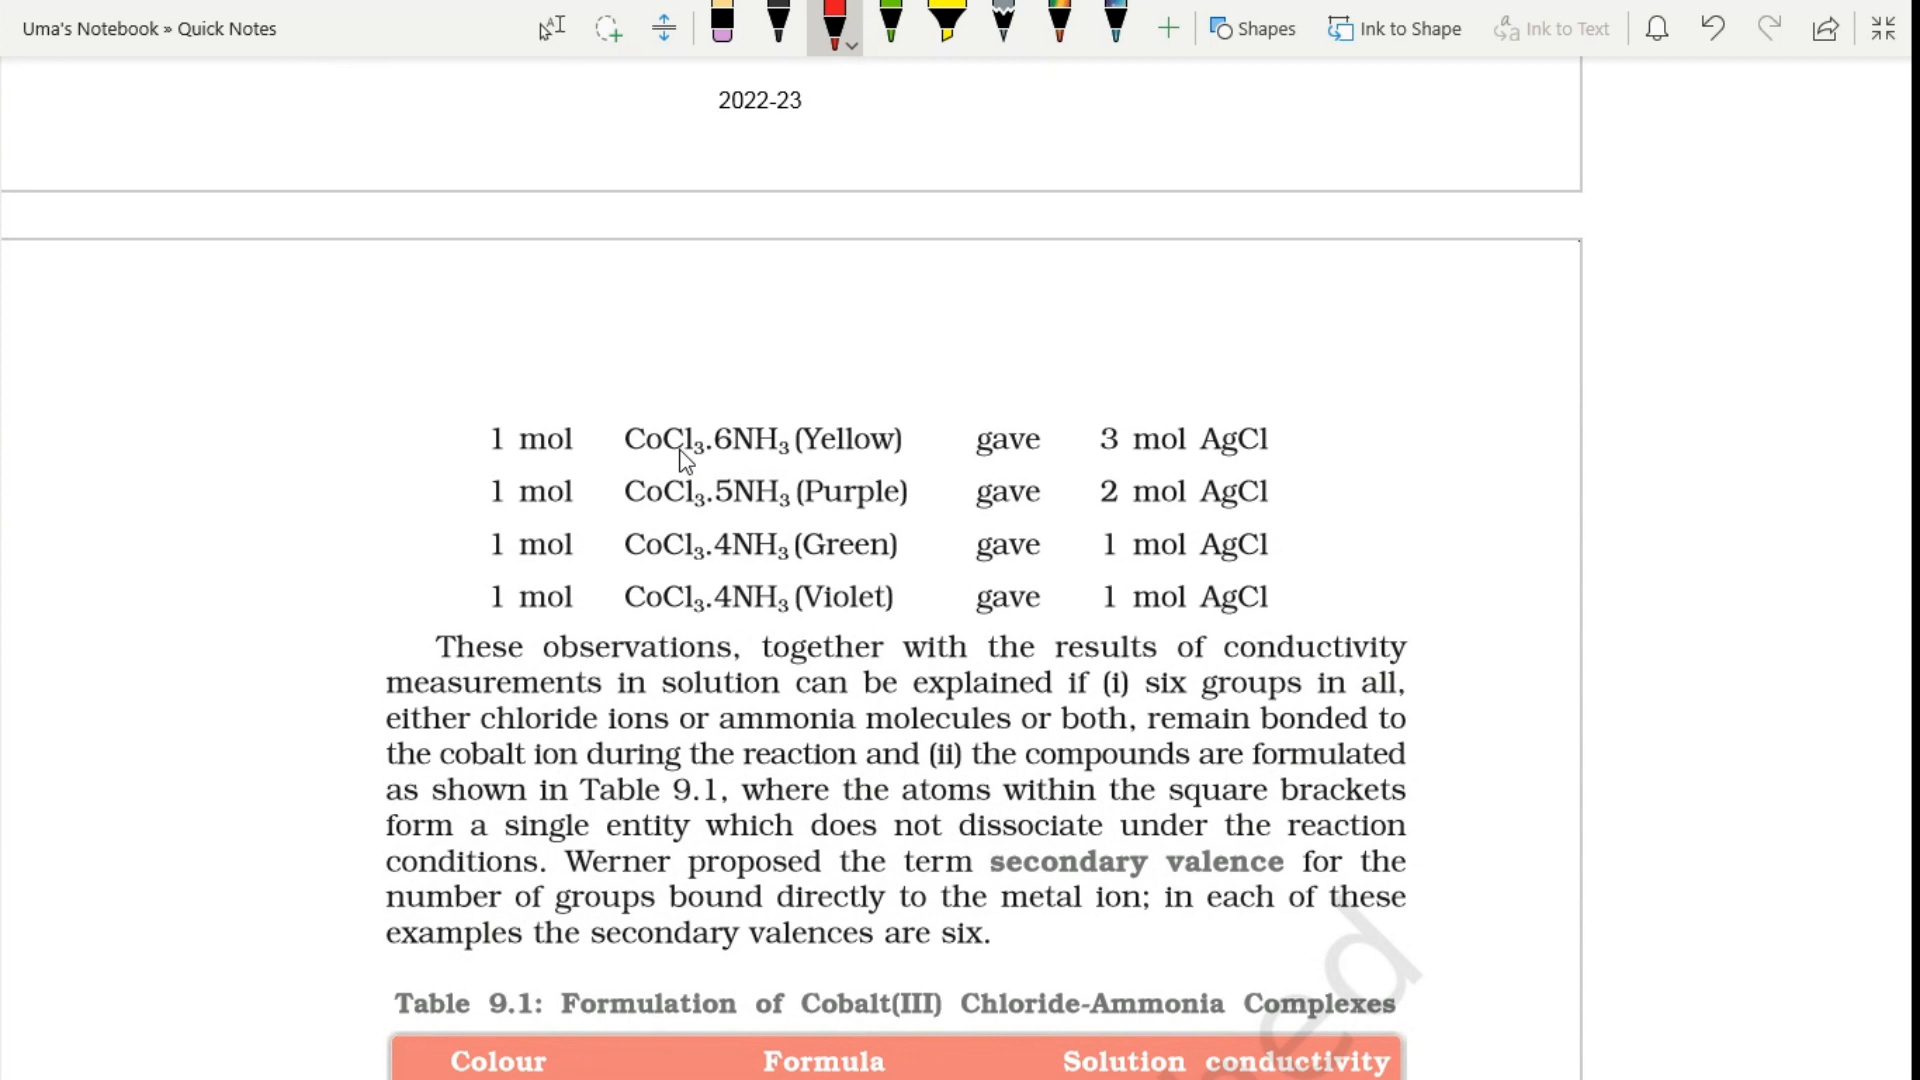 Uma's Notebook » Quick Notes
Shapes
Ink to Shape
Ink to Text
2022-23
1 mol CoCl₃.6NH₃ (Yellow) gave 3 mol AgCl
1 mol CoCl₃.5NH₃ (Purple) gave 2 mol AgCl
1 mol CoCl₃.4NH₃ (Green) gave 1 mol AgCl
1 mol CoCl₃.4NH₃ (Violet) gave 1 mol AgCl
These observations, together with the results of conductivity
measurements in solution can be explained if (i) six groups in all,
either chloride ions or ammonia molecules or both, remain bonded to
the cobalt ion during the reaction and (ii) the compounds are formulated
as shown in Table 9.1, where the atoms within the square brackets
form a single entity which does not dissociate under the reaction
conditions. Werner proposed the term secondary valence for the
number of groups bound directly to the metal ion; in each of these
examples the secondary valences are six.
Table 9.1: Formulation of Cobalt(III) Chloride-Ammonia Complexes
Colour Formula Solution conductivity